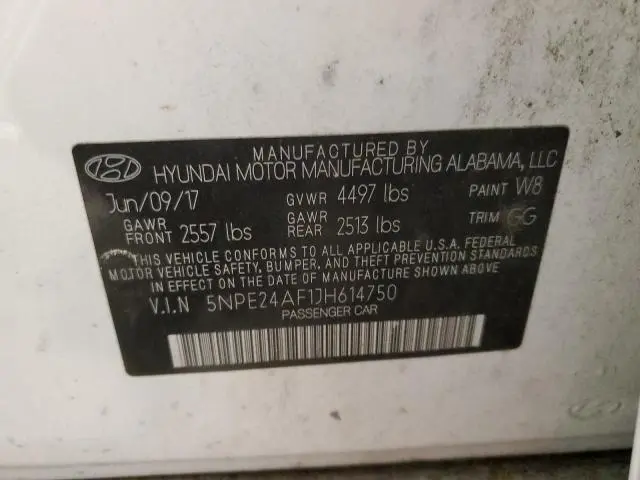 MANUFACTURED BY
HYUNDAI MOTOR MANUFACTURING ALABAMA, LLC
Jun/09/17 GVWR 4497 lbs PAINT W8
GAWR FRONT 2557 lbs GAWR REAR 2513 lbs TRIM GG
THIS VEHICLE CONFORMS TO ALL APPLICABLE U.S.A. FEDERAL
MOTOR VEHICLE SAFETY, BUMPER, AND THEFT PREVENTION STANDARDS
IN EFFECT ON THE DATE OF MANUFACTURE SHOWN ABOVE.
V.I.N 5NPE24AF1JH614750
PASSENGER CAR